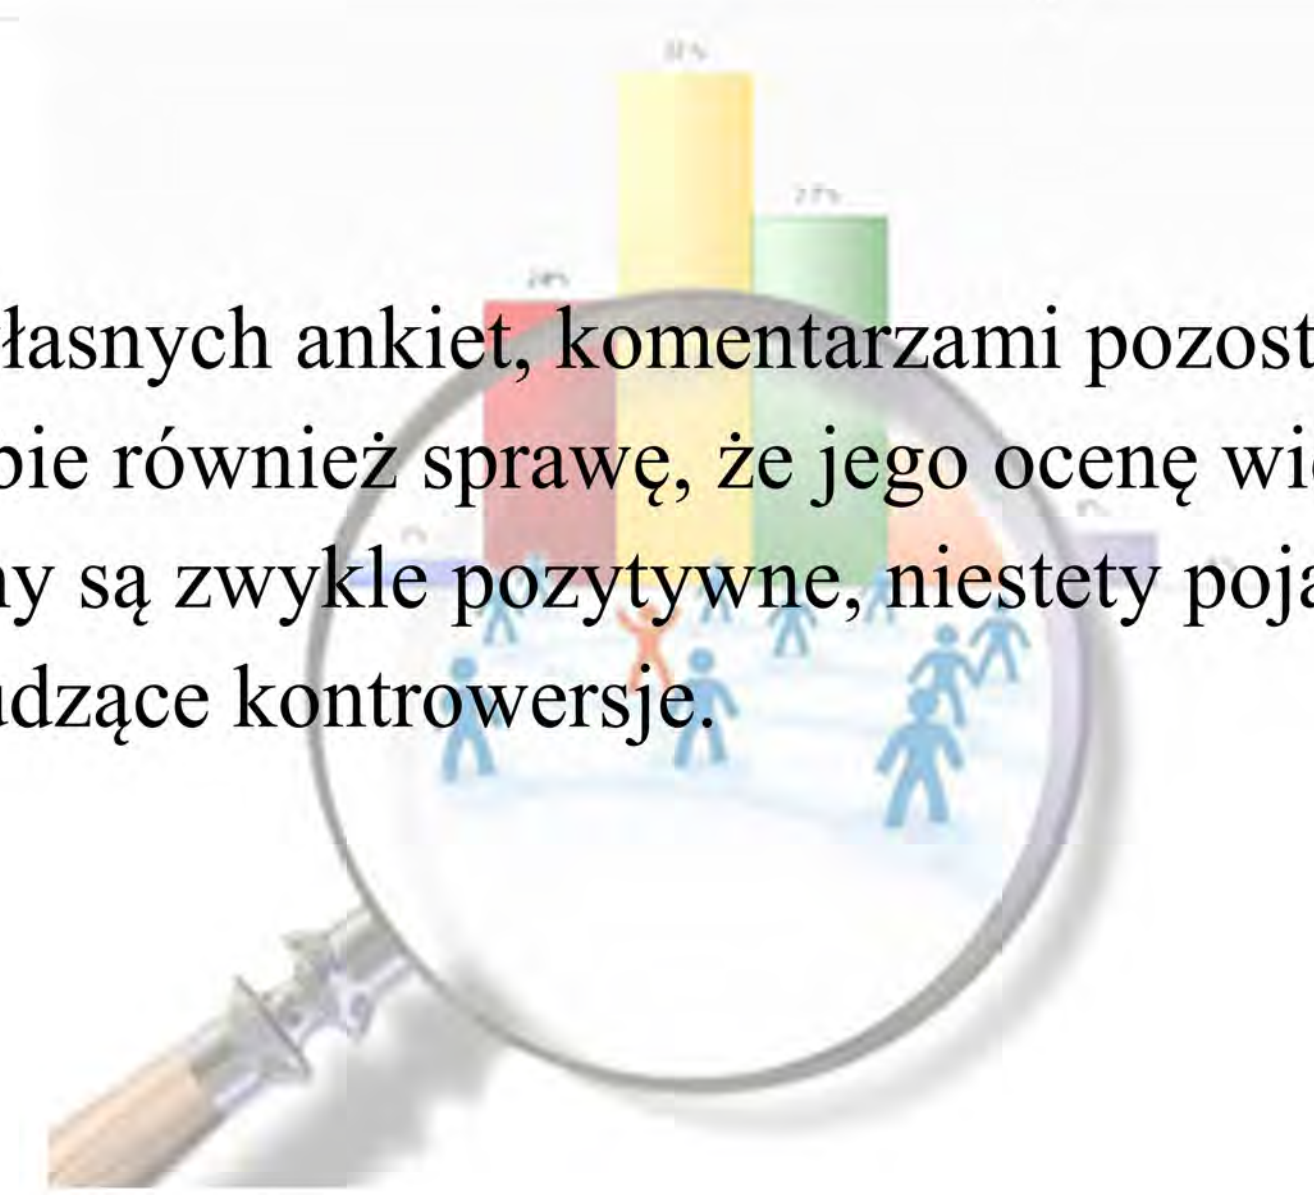 27%
łasnych ankiet, komentarzami pozost
bie również sprawę, że jego ocenę wi
ny są zwykle pozytywne, niestety poja
udzące kontrowersje.